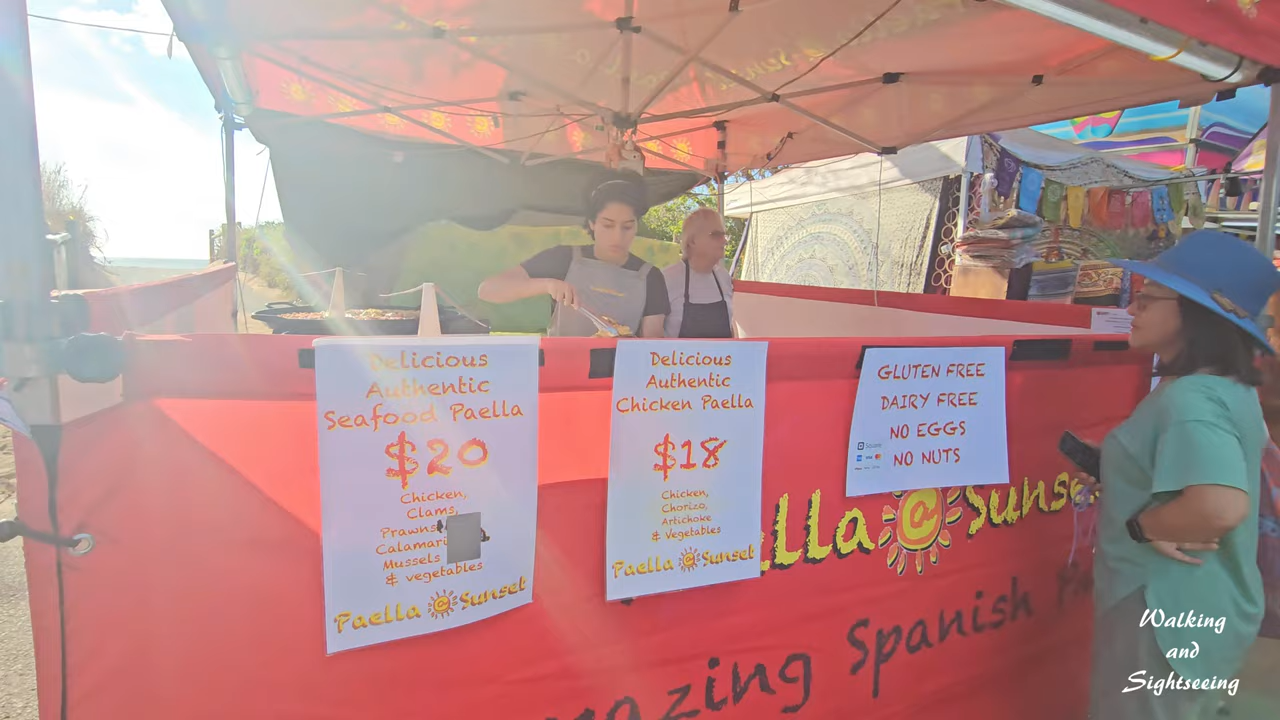 Delicious
Authentic
Seafood Paella
$20
Chicken,
Clams,
Prawns
Calamari
Mussels
& vegetables
Paella @ Sunset
Delicious
Authentic
Chicken Paella
$18
Chicken,
Chorizo,
Artichoke
& Vegetables
Paella @ Sunset
GLUTEN FREE
DAIRY FREE
NO EGGS
NO NUTS
Square
VISA
lla @ Sunse
azing Spanish
Walking
and
Sightseeing